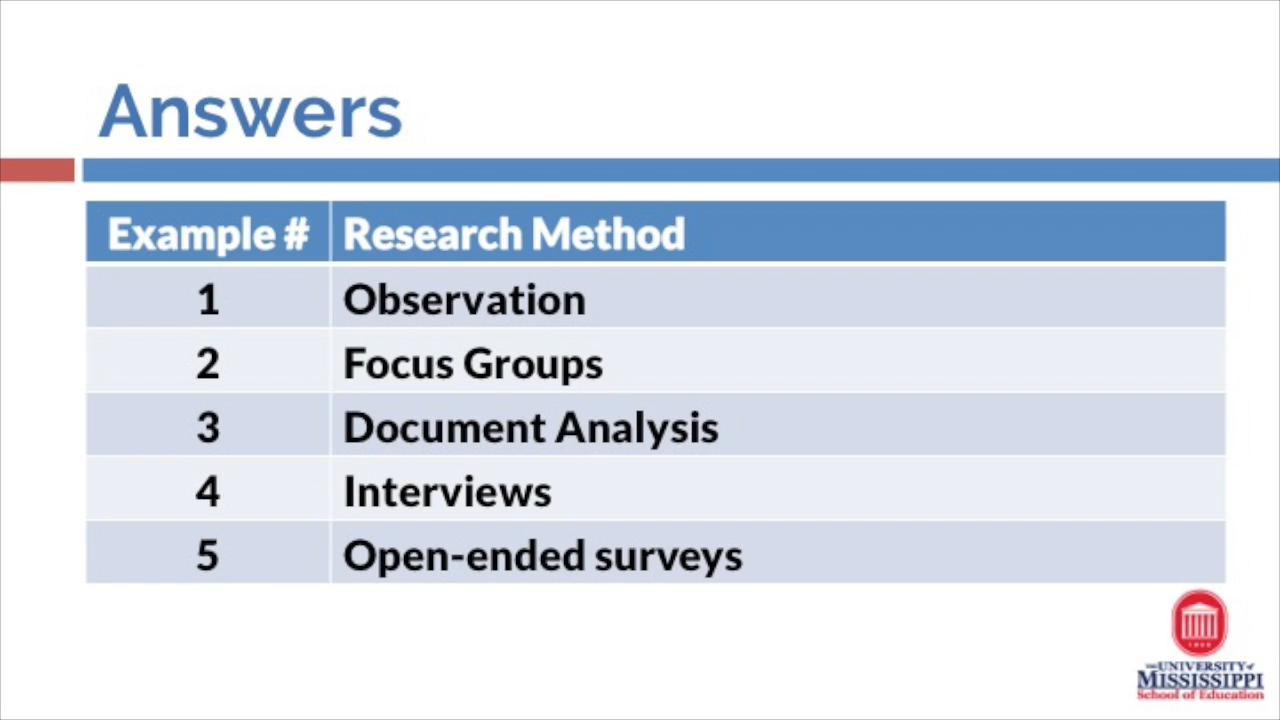 Answers
Example # Research Method
1 Observation
2 Focus Groups
3 Document Analysis
4 Interviews
5 Open-ended surveys
THE UNIVERSITY of
MISSISSIPPI
School of Education